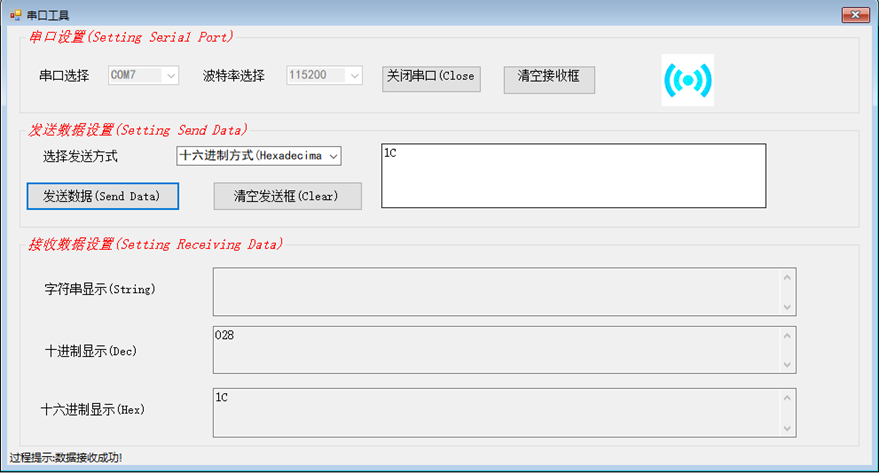 串口工具
串口设置(Setting Serial Port)
串口选择 COM7 波特率选择 115200 关闭串口(Close 清空接收框
发送数据设置(Setting Send Data)
选择发送方式 十六进制方式(Hexadecima 1C
发送数据(Send Data) 清空发送框(Clear)
接收数据设置(Setting Receiving Data)
字符串显示(String)
028
十进制显示(Dec)
1C
十六进制显示(Hex)
过程提示:数据接收成功!